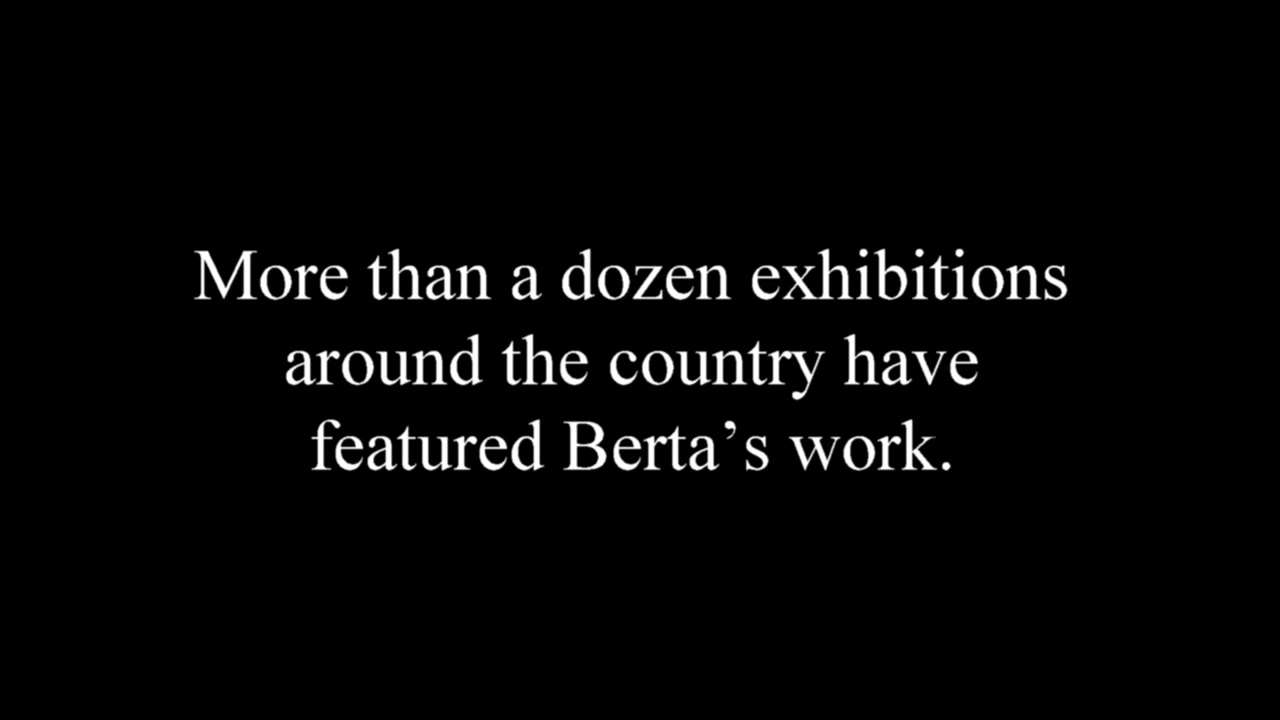 More than a dozen exhibitions
around the country have
featured Berta’s work.